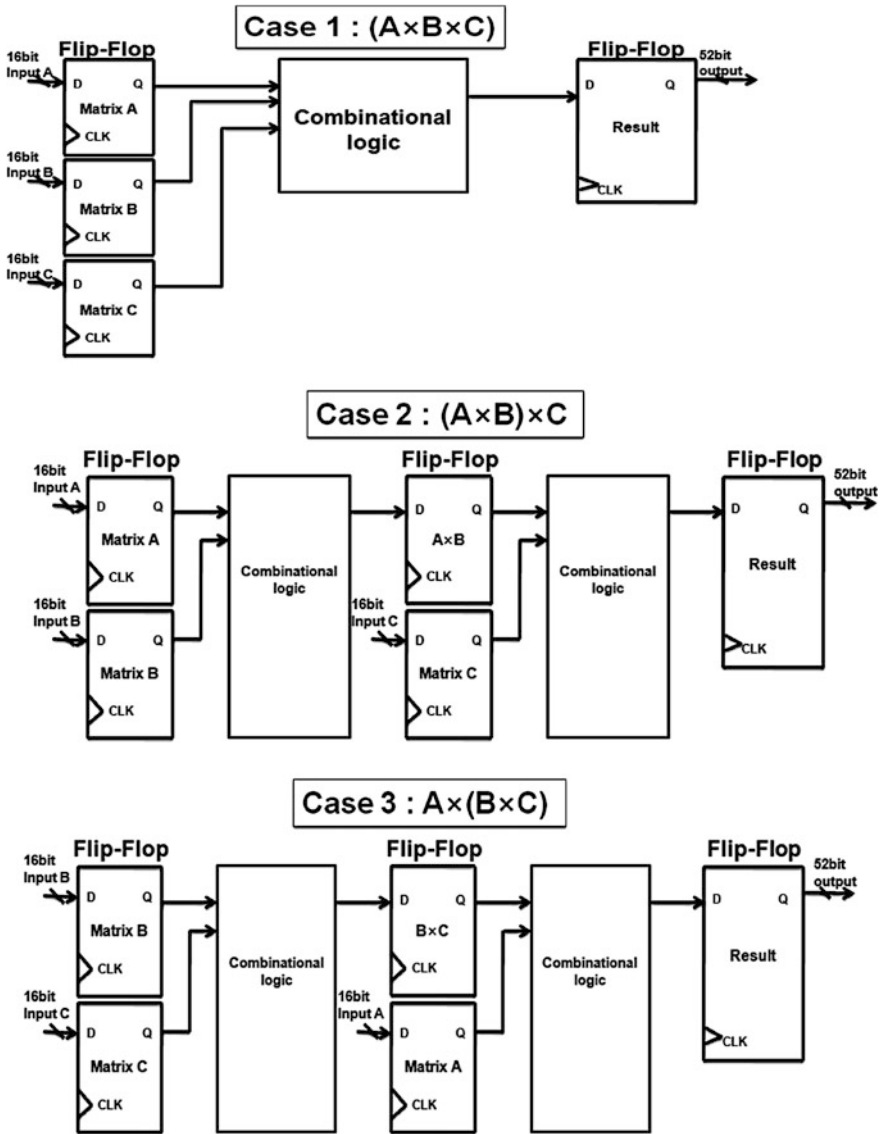 Case 1 : (A×B×C)
Flip-Flop
Flip-Flop
16bit
Input A
D
Q
Matrix A
CLK
16bit
Input B
D
Q
Matrix B
CLK
16bit
Input C
D
Q
Matrix C
CLK
Combinational
logic
D
Q
Result
CLK
52bit
output
Case 2 : (A×B)×C
Flip-Flop
Flip-Flop
Flip-Flop
16bit
Input A
D
Q
Matrix A
CLK
16bit
Input B
D
Q
Matrix B
CLK
Combinational
logic
D
Q
A×B
CLK
16bit
Input C
D
Q
Matrix C
CLK
Combinational
logic
D
Q
Result
CLK
52bit
output
Case 3 : A×(B×C)
Flip-Flop
Flip-Flop
Flip-Flop
16bit
Input B
D
Q
Matrix B
CLK
16bit
Input C
D
Q
Matrix C
CLK
Combinational
logic
D
Q
B×C
CLK
16bit
Input A
D
Q
Matrix A
CLK
Combinational
logic
D
Q
Result
CLK
52bit
output